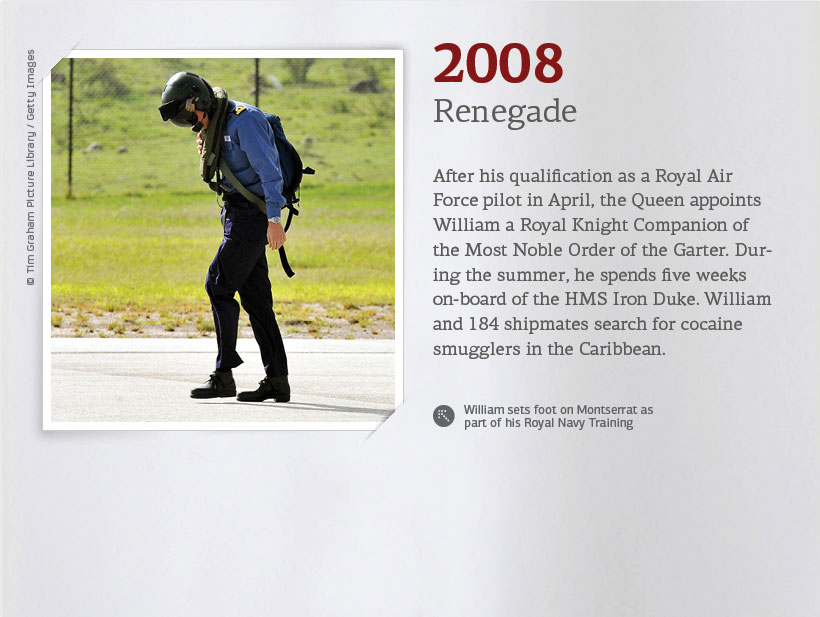 © Tim Graham Picture Library / Getty Images
2008
Renegade
After his qualification as a Royal Air
Force pilot in April, the Queen appoints
William a Royal Knight Companion of
the Most Noble Order of the Garter. Dur-
ing the summer, he spends five weeks
on-board of the HMS Iron Duke. William
and 184 shipmates search for cocaine
smugglers in the Caribbean.
William sets foot on Montserrat as
part of his Royal Navy Training